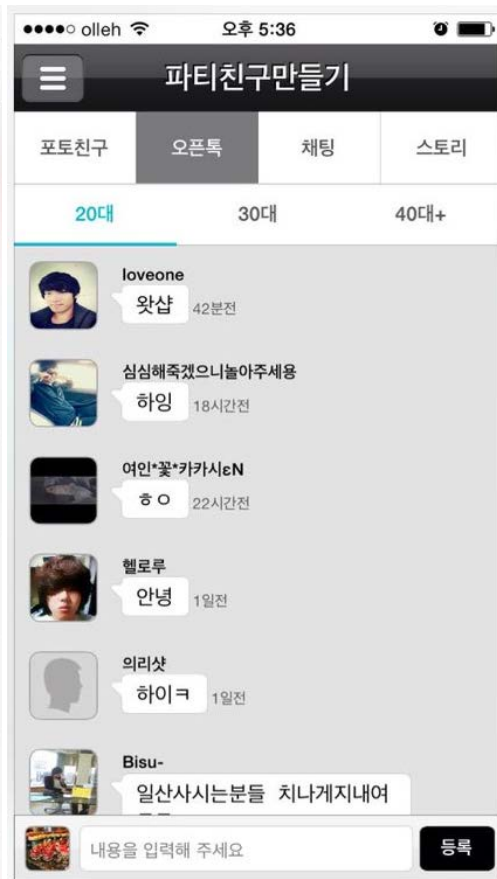 olleh 오후 5:36
파티친구만들기
포토친구 오픈톡 채팅 스토리
20대 30대 40대+
loveone
왓샵 42분전
심심해죽겠으니놀아주세용
하잉 18시간전
여인*꽃*카카시εN
ㅎㅇ 22시간전
헬로루
안녕 1일전
의리샷
하이ㅋ 1일전
Bisu-
일산사시는분들 치나게지내여
내용을 입력해 주세요 등록